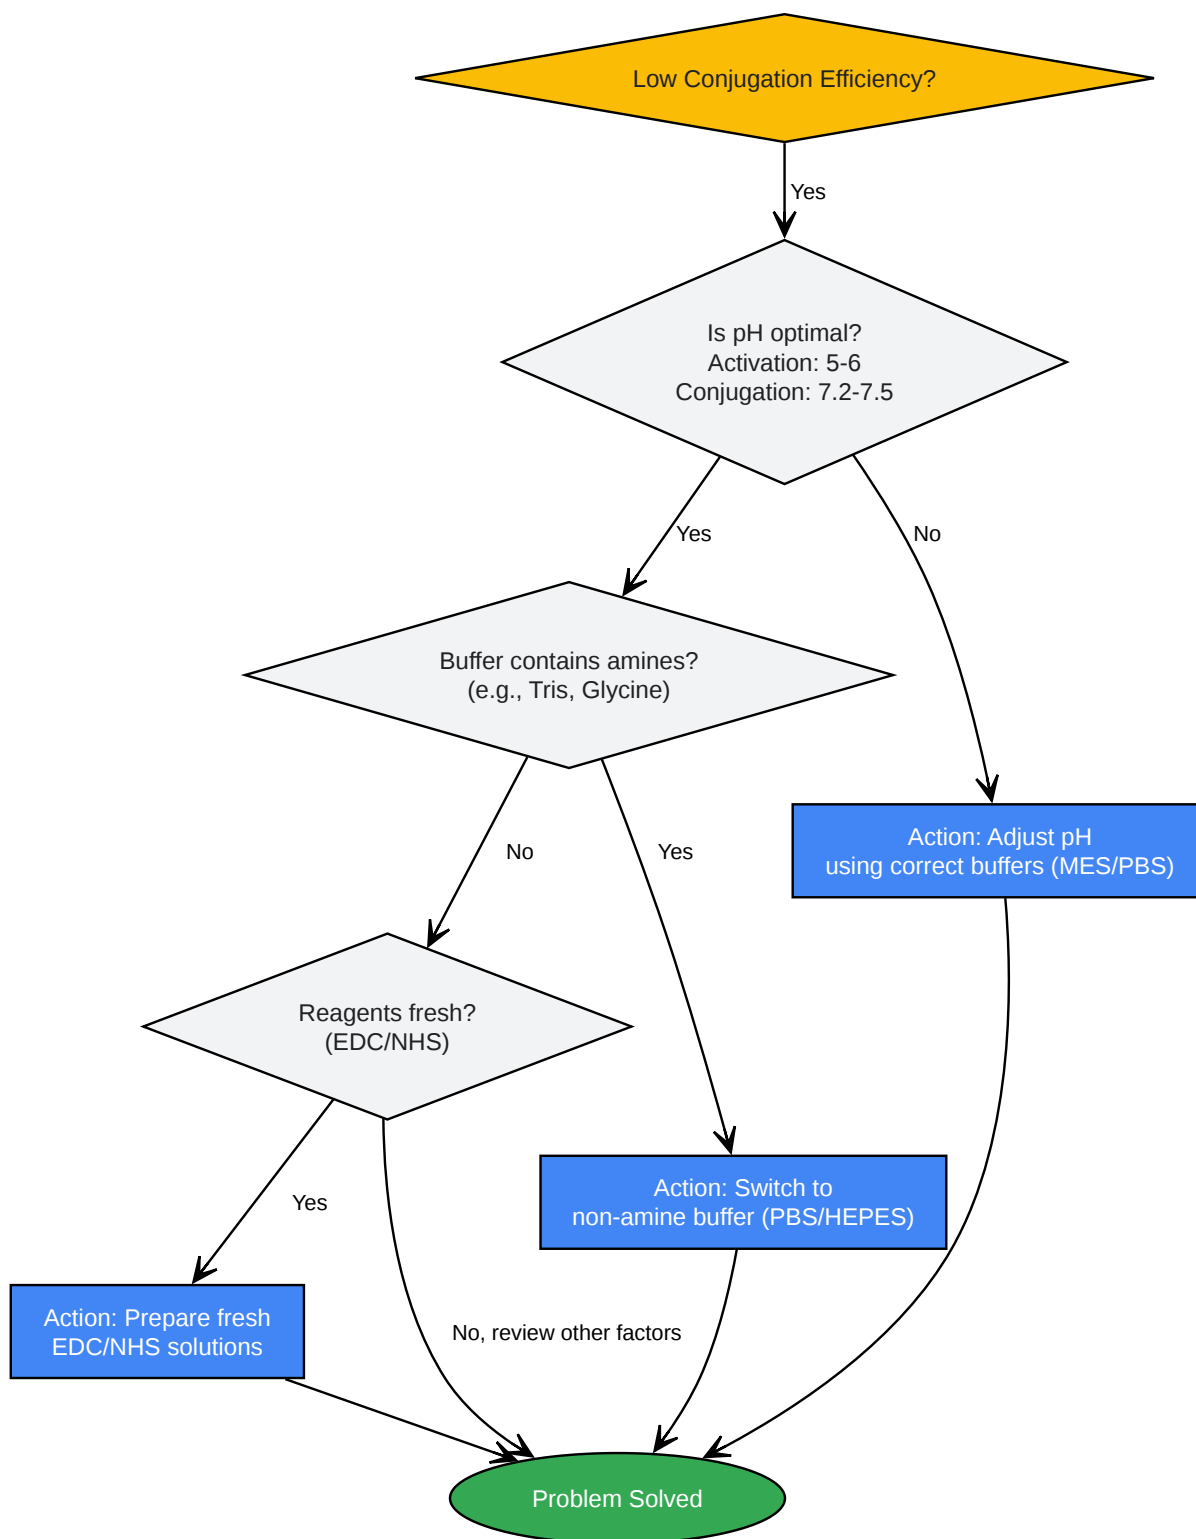 Low Conjugation Efficiency?
Yes
Is pH optimal?
Activation: 5-6
Conjugation: 7.2-7.5
Yes
No
Buffer contains amines?
(e.g., Tris, Glycine)
Action: Adjust pH
using correct buffers (MES/PBS)
No
Yes
Reagents fresh?
(EDC/NHS)
Action: Switch to
non-amine buffer (PBS/HEPES)
Yes
Action: Prepare fresh
EDC/NHS solutions
No, review other factors
Problem Solved